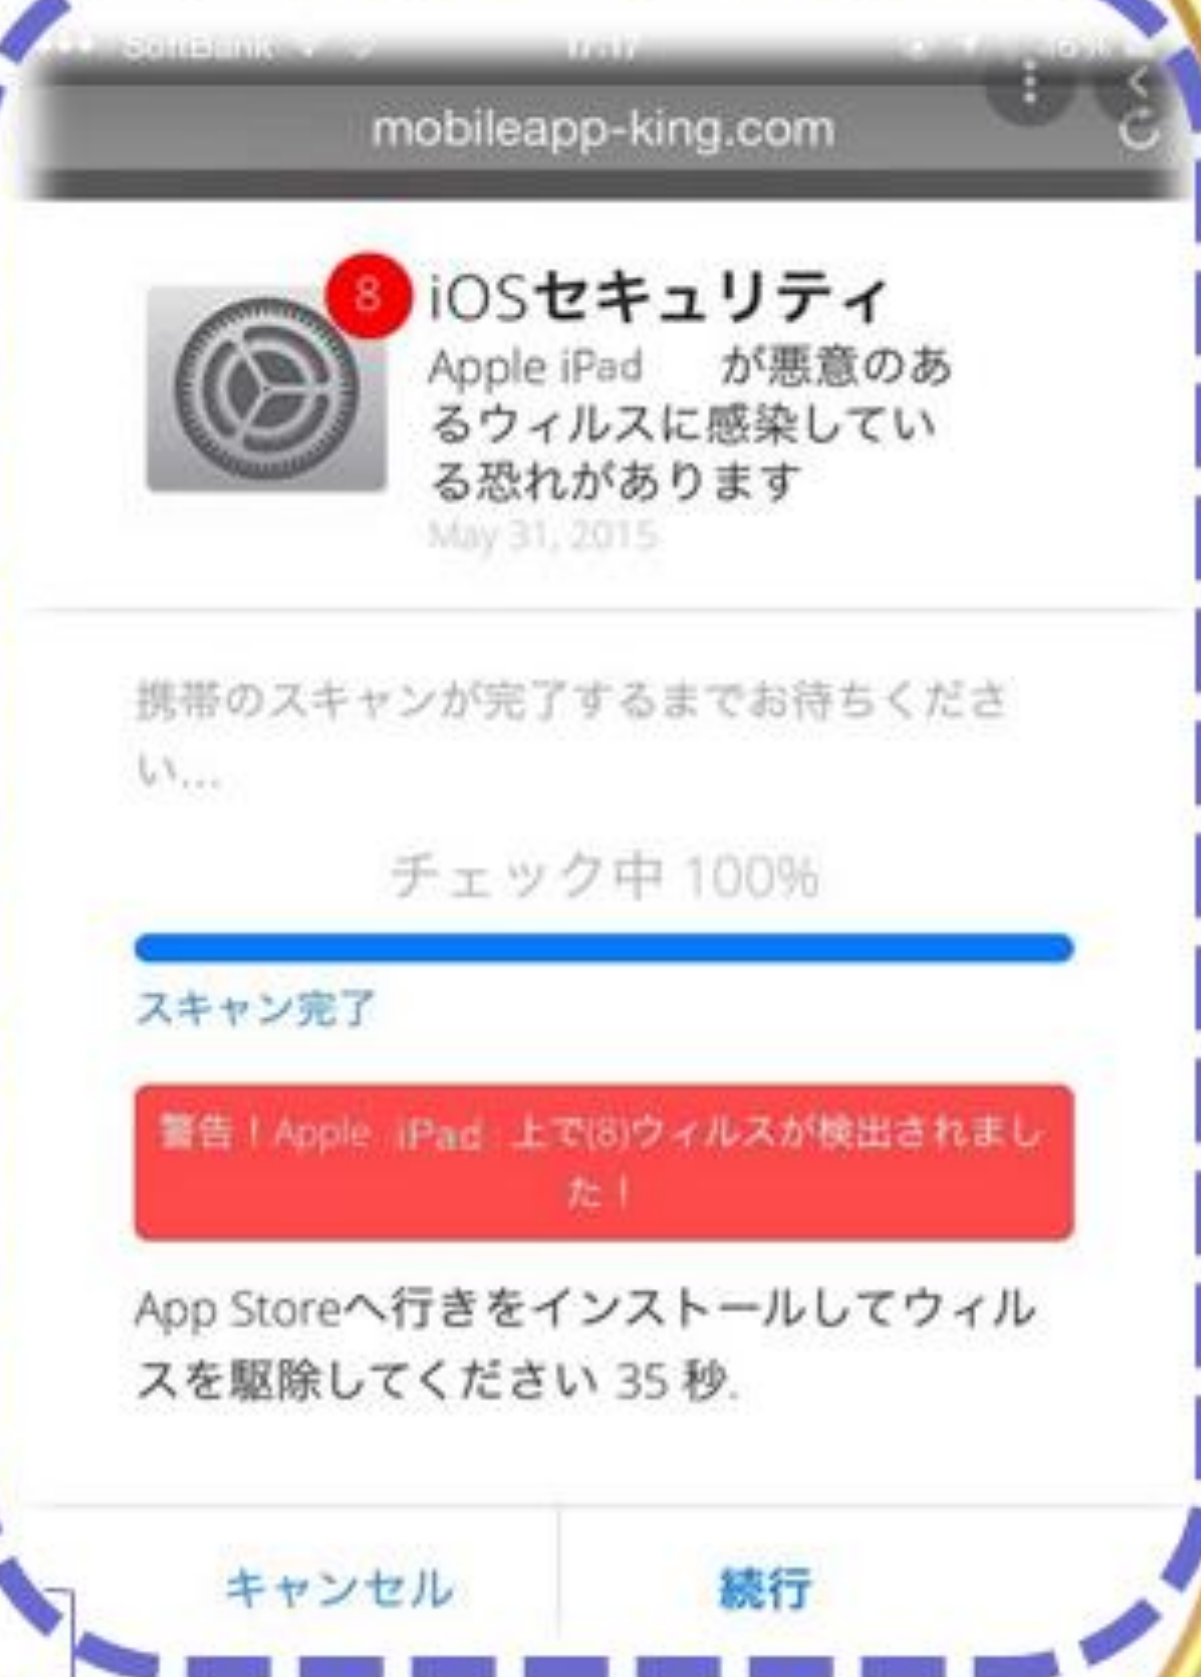 SoftBank 17:17
mobileapp-king.com
8
iOSセキュリティ
Apple iPad が悪意のあ
るウィルスに感染してい
る恐れがあります
May 31, 2015
携帯のスキャンが完了するまでお待ちくださ
い...
チェック中 100%
スキャン完了
警告！Apple iPad 上で(8)ウィルスが検出されまし
た！
App Storeへ行きをインストールしてウィル
スを駆除してください 35 秒.
キャンセル 続行